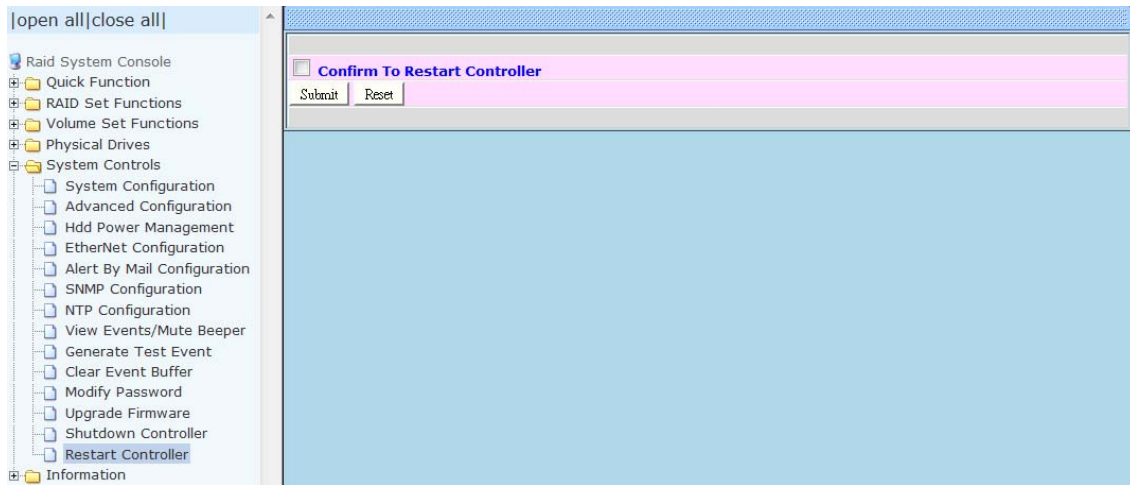 |open all|close all|
Raid System Console
Quick Function
RAID Set Functions
Volume Set Functions
Physical Drives
System Controls
System Configuration
Advanced Configuration
Hdd Power Management
EtherNet Configuration
Alert By Mail Configuration
SNMP Configuration
NTP Configuration
View Events/Mute Beeper
Generate Test Event
Clear Event Buffer
Modify Password
Upgrade Firmware
Shutdown Controller
Restart Controller
Information
Confirm To Restart Controller
Submit Reset